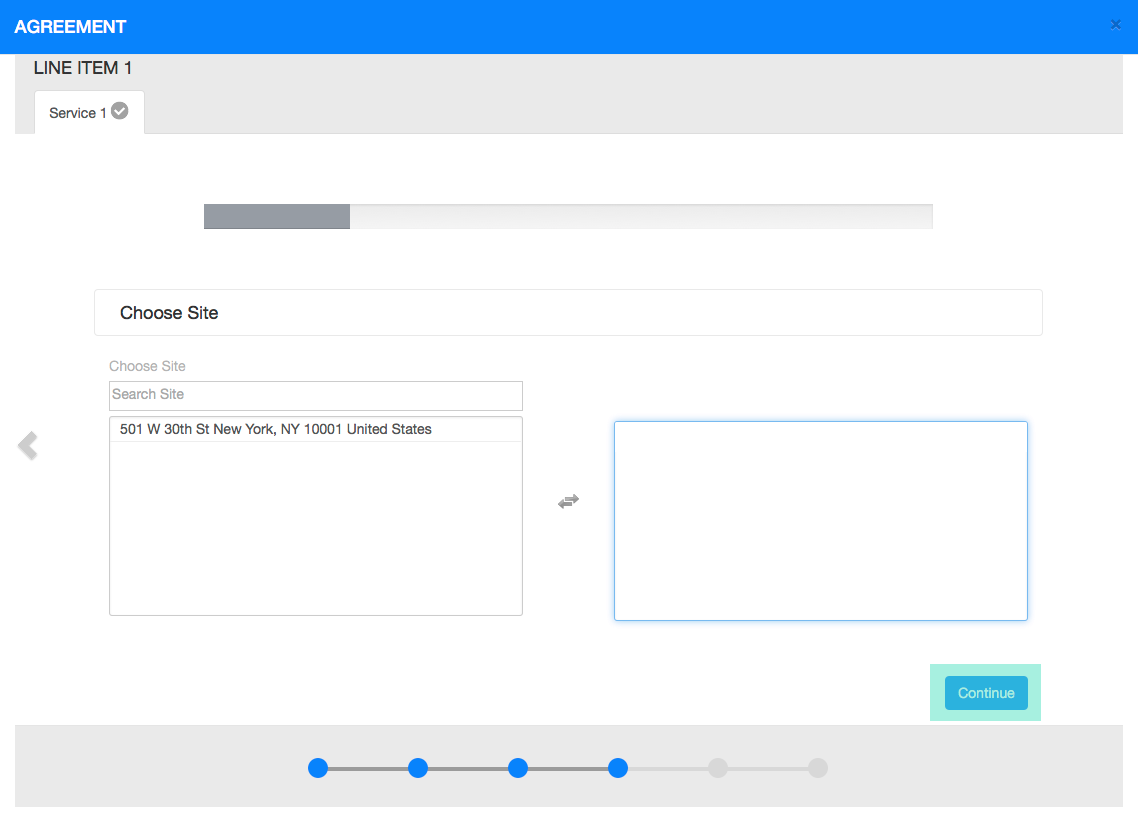 AGREEMENT
×
LINE ITEM 1
Service 1
Choose Site
Choose Site
Search Site
501 W 30th St New York, NY 10001 United States
Continue